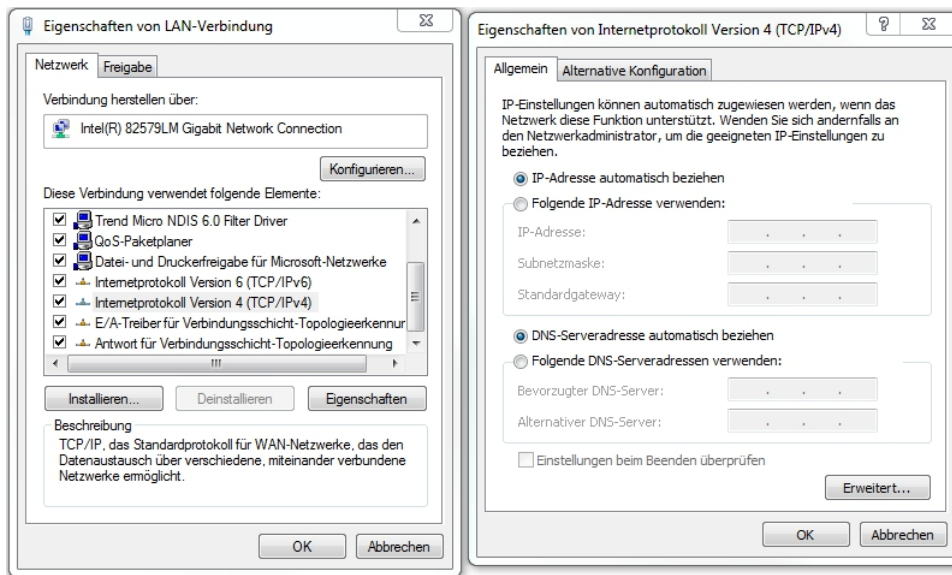 Eigenschaften von LAN-Verbindung
Netzwerk
Freigabe
Verbindung herstellen über:
Intel(R) 82579LM Gigabit Network Connection
Konfigurieren...
Diese Verbindung verwendet folgende Elemente:
Trend Micro NDIS 6.0 Filter Driver
QoS-Paketplaner
Datei- und Druckerfreigabe für Microsoft-Netzwerke
Internetprotokoll Version 6 (TCP/IPv6)
Internetprotokoll Version 4 (TCP/IPv4)
E/A-Treiber für Verbindungsschicht-Topologieerkennur
Antwort für Verbindungsschicht-Topologieerkennung
Installieren...
Deinstallieren
Eigenschaften
Beschreibung
TCP/IP, das Standardprotokoll für WAN-Netzwerke, das den
Datenaustausch über verschiedene, miteinander verbundene
Netzwerke ermöglicht.
OK
Abbrechen
Eigenschaften von Internetprotokoll Version 4 (TCP/IPv4)
?
Allgemein
Alternative Konfiguration
IP-Einstellungen können automatisch zugewiesen werden, wenn das
Netzwerk diese Funktion unterstützt. Wenden Sie sich andernfalls an
den Netzwerkadministrator, um die geeigneten IP-Einstellungen zu
beziehen.
IP-Adresse automatisch beziehen
Folgende IP-Adresse verwenden:
IP-Adresse:
. . .
Subnetzmaske:
. . .
Standardgateway:
. . .
DNS-Serveradresse automatisch beziehen
Folgende DNS-Serveradressen verwenden:
Bevorzugter DNS-Server:
. . .
Alternativer DNS-Server:
. . .
Einstellungen beim Beenden überprüfen
Erweitert...
OK
Abbrechen